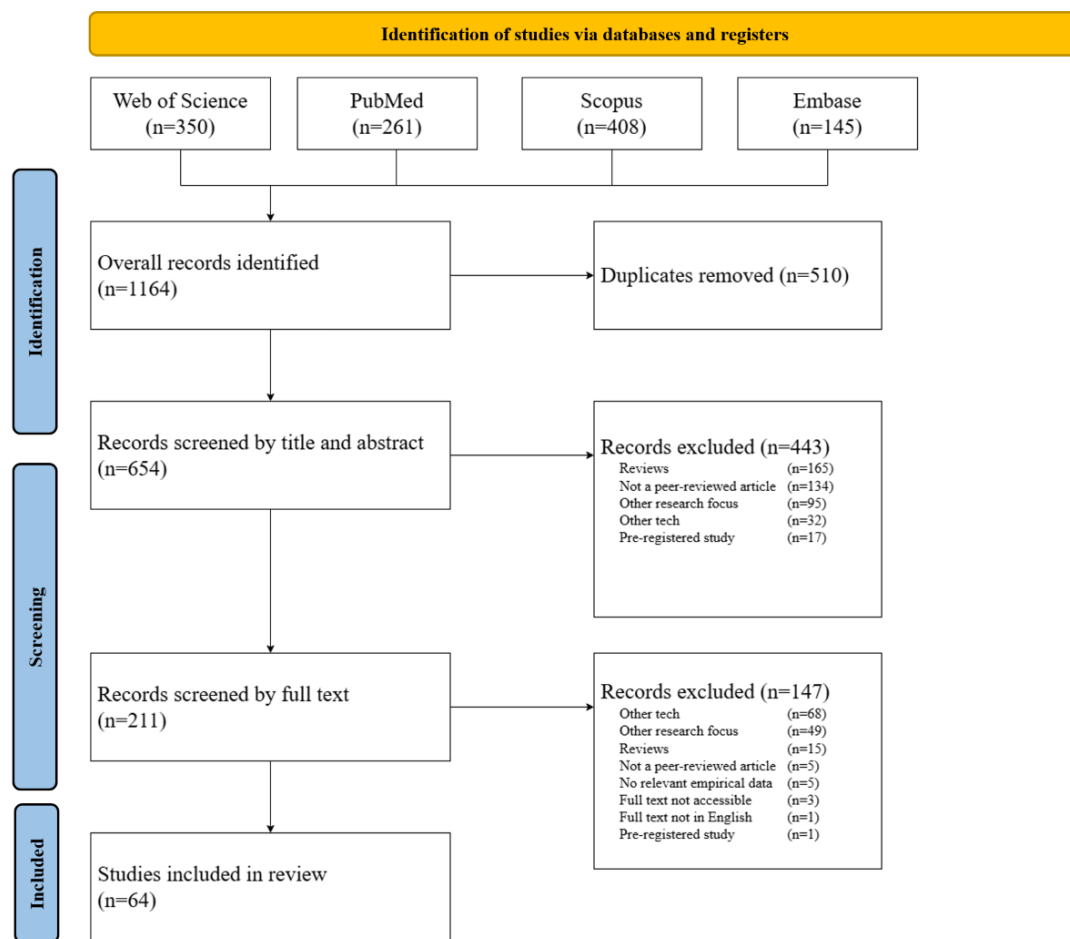 Identification of studies via databases and registers
Web of Science
(n=350)
PubMed
(n=261)
Scopus
(n=408)
Embase
(n=145)
Identification
Overall records identified
(n=1164)
Duplicates removed (n=510)
Records screened by title and abstract
(n=654)
Records excluded (n=443)
Reviews (n=165)
Not a peer-reviewed article (n=134)
Other research focus (n=95)
Other tech (n=32)
Pre-registered study (n=17)
Screening
Records screened by full text
(n=211)
Records excluded (n=147)
Other tech (n=68)
Other research focus (n=49)
Reviews (n=15)
Not a peer-reviewed article (n=5)
No relevant empirical data (n=5)
Full text not accessible (n=3)
Full text not in English (n=1)
Pre-registered study (n=1)
Included
Studies included in review
(n=64)